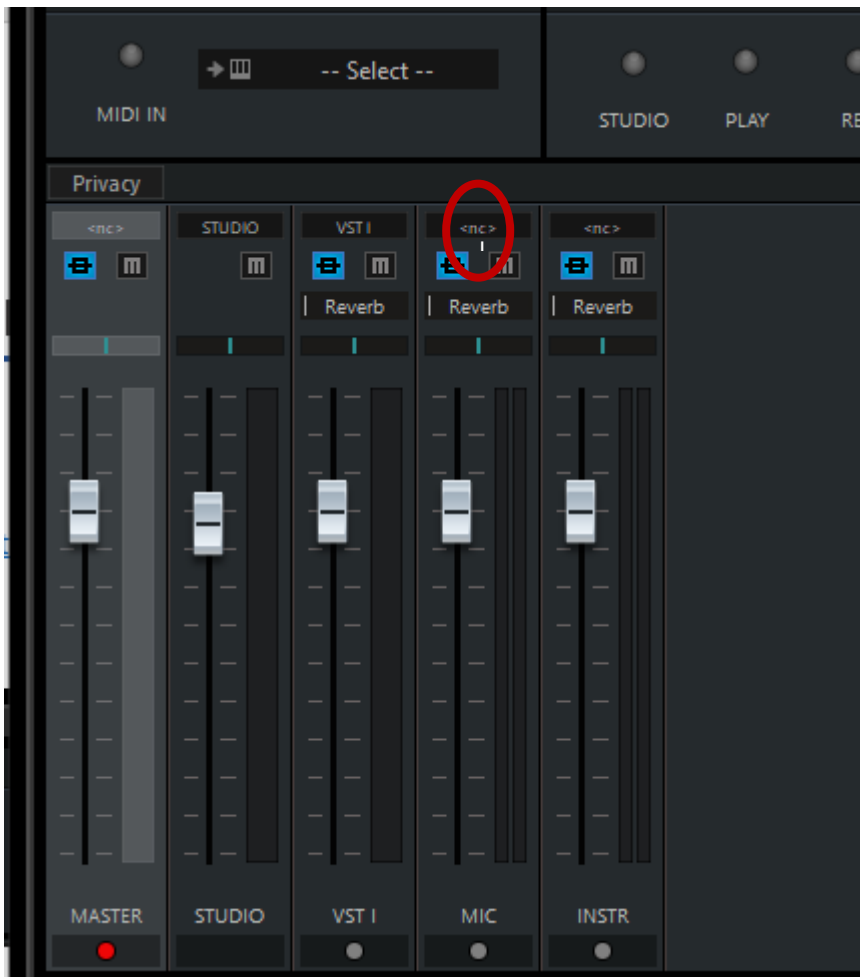 -- Select --
MIDI IN
STUDIO PLAY RE
Privacy
<nc> STUDIO VST I <nc> <nc>
m m m m m
Reverb Reverb Reverb
MASTER STUDIO VST I MIC INSTR